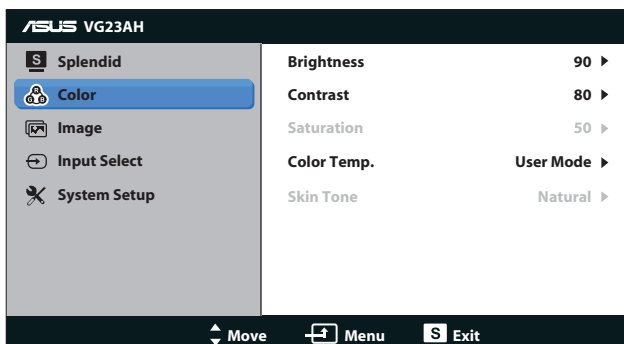 ASUS VG23AH
S Splendid
R G B Color
Image
Input Select
System Setup
Brightness 90
Contrast 80
Saturation 50
Color Temp. User Mode
Skin Tone Natural
Move Menu S Exit